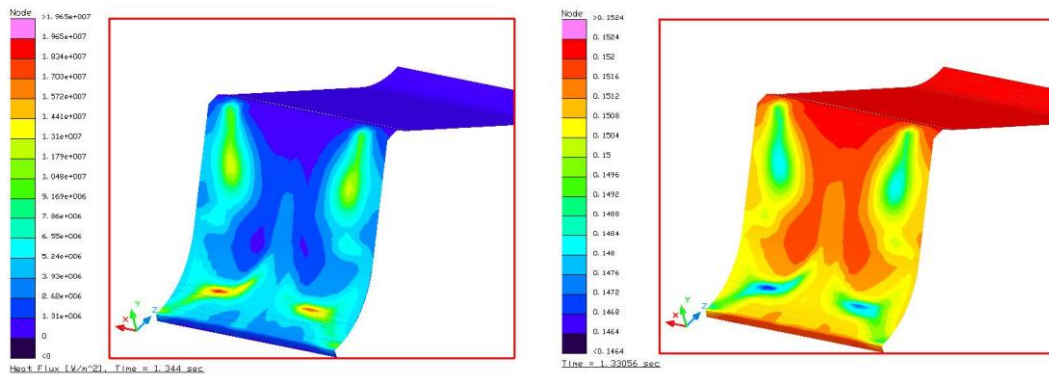 Node
>1.965e+007
1.965e+007
1.834e+007
1.703e+007
1.572e+007
1.441e+007
1.31e+007
1.179e+007
1.048e+007
9.169e+006
7.86e+006
6.55e+006
5.24e+006
3.93e+006
2.62e+006
1.31e+006
0
<0
X
Y
Z
Heat Flux [W/m^2], Time = 1.344 sec
Node
>0.1524
0.1524
0.152
0.1516
0.1512
0.1508
0.1504
0.15
0.1496
0.1492
0.1488
0.1484
0.148
0.1476
0.1472
0.1468
0.1464
<0.1464
X
Y
Z
Time = 1.33056 sec